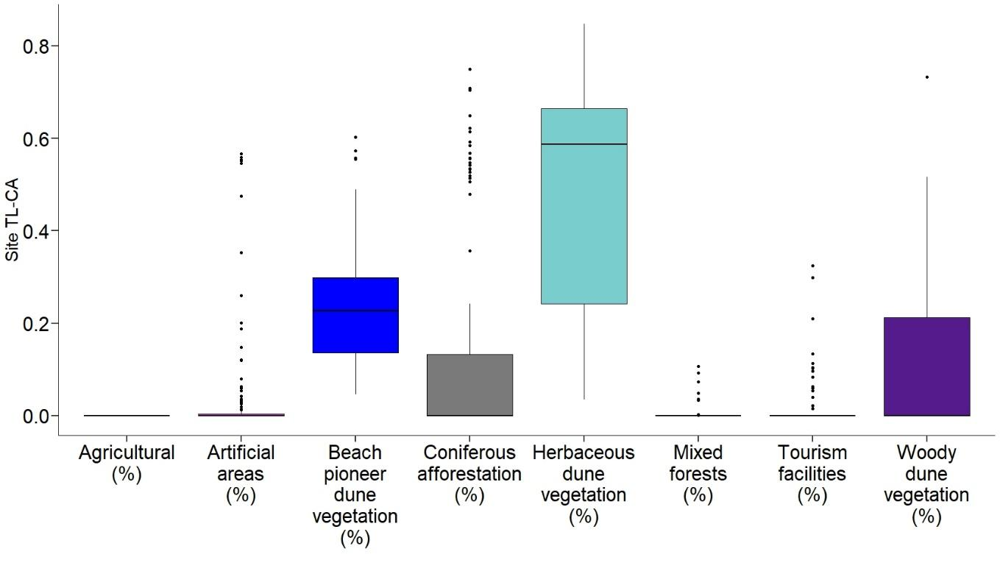 Site TL-CA
0.8
0.6
0.4
0.2
0.0
Agricultural
(%)
Artificial
areas
(%)
Beach
pioneer
dune
vegetation
(%)
Coniferous
afforestation
(%)
Herbaceous
dune
vegetation
(%)
Mixed
forests
(%)
Tourism
facilities
(%)
Woody
dune
vegetation
(%)